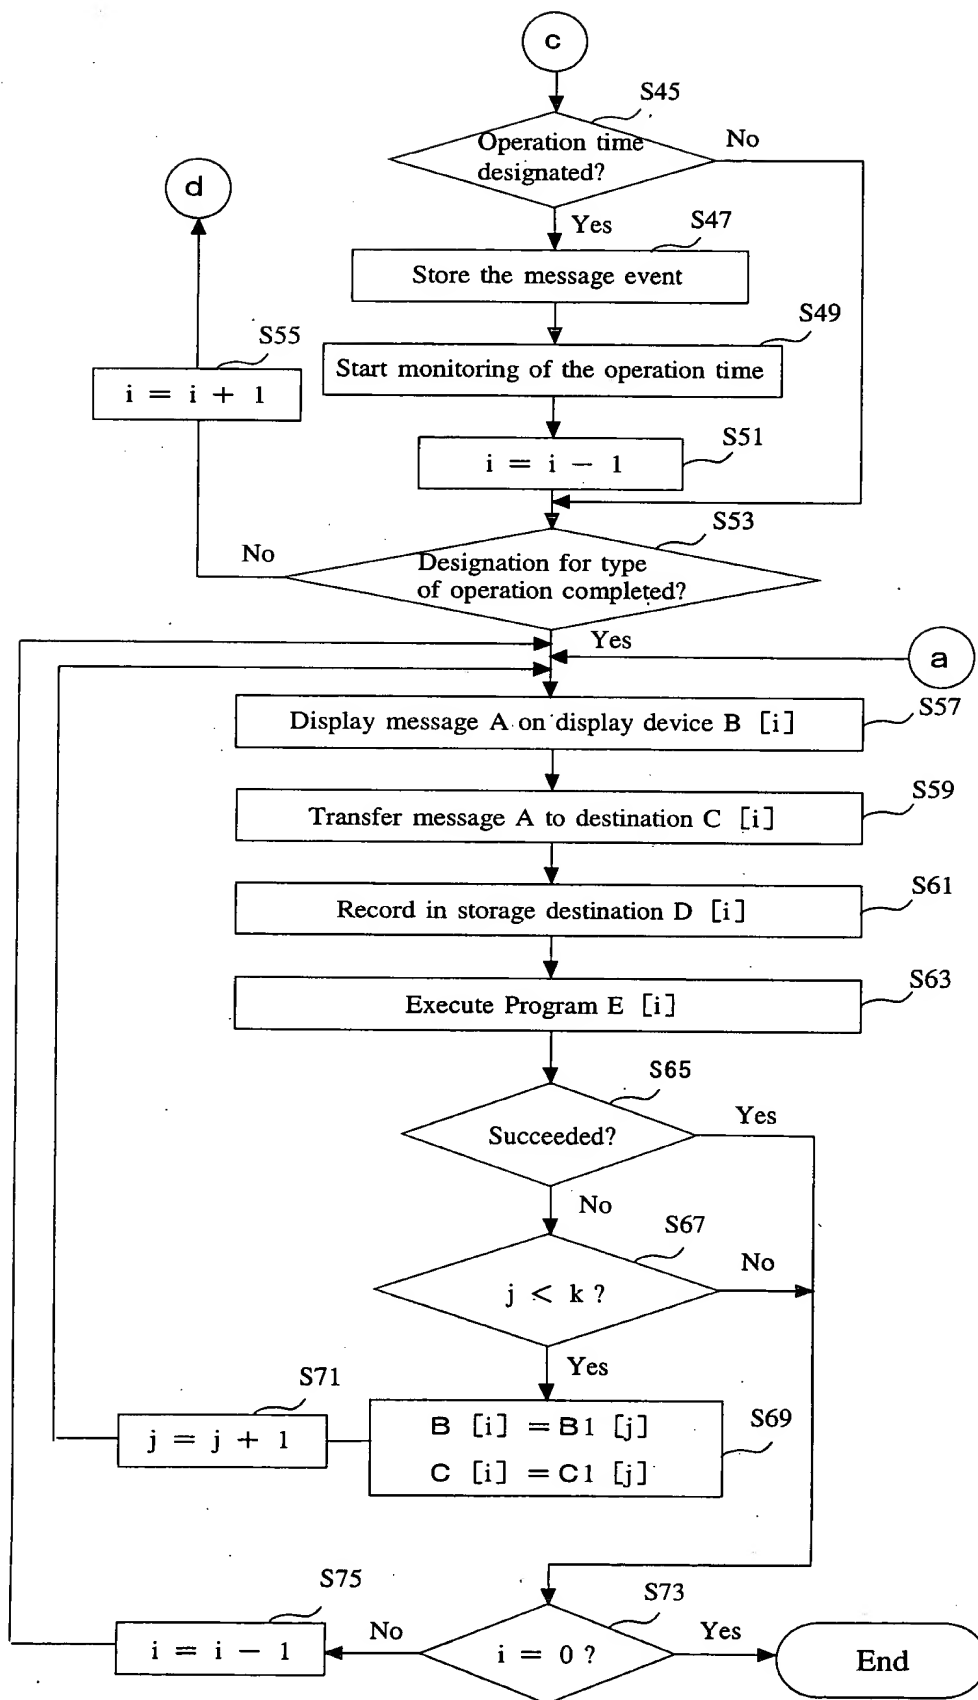 c
S45
Operation time
designated?
No
d
Yes
S47
Store the message event
S49
Start monitoring of the operation time
S55
i = i + 1
S51
i = i - 1
S53
No
Designation for type
of operation completed?
Yes
a
S57
Display message A on display device B [i]
S59
Transfer message A to destination C [i]
S61
Record in storage destination D [i]
S63
Execute Program E [i]
S65
Succeeded?
Yes
No
S67
j < k ?
No
Yes
S71
j = j + 1
S69
B [i] = B1 [j]
C [i] = C1 [j]
S75
i = i - 1
No
S73
i = 0 ?
Yes
End